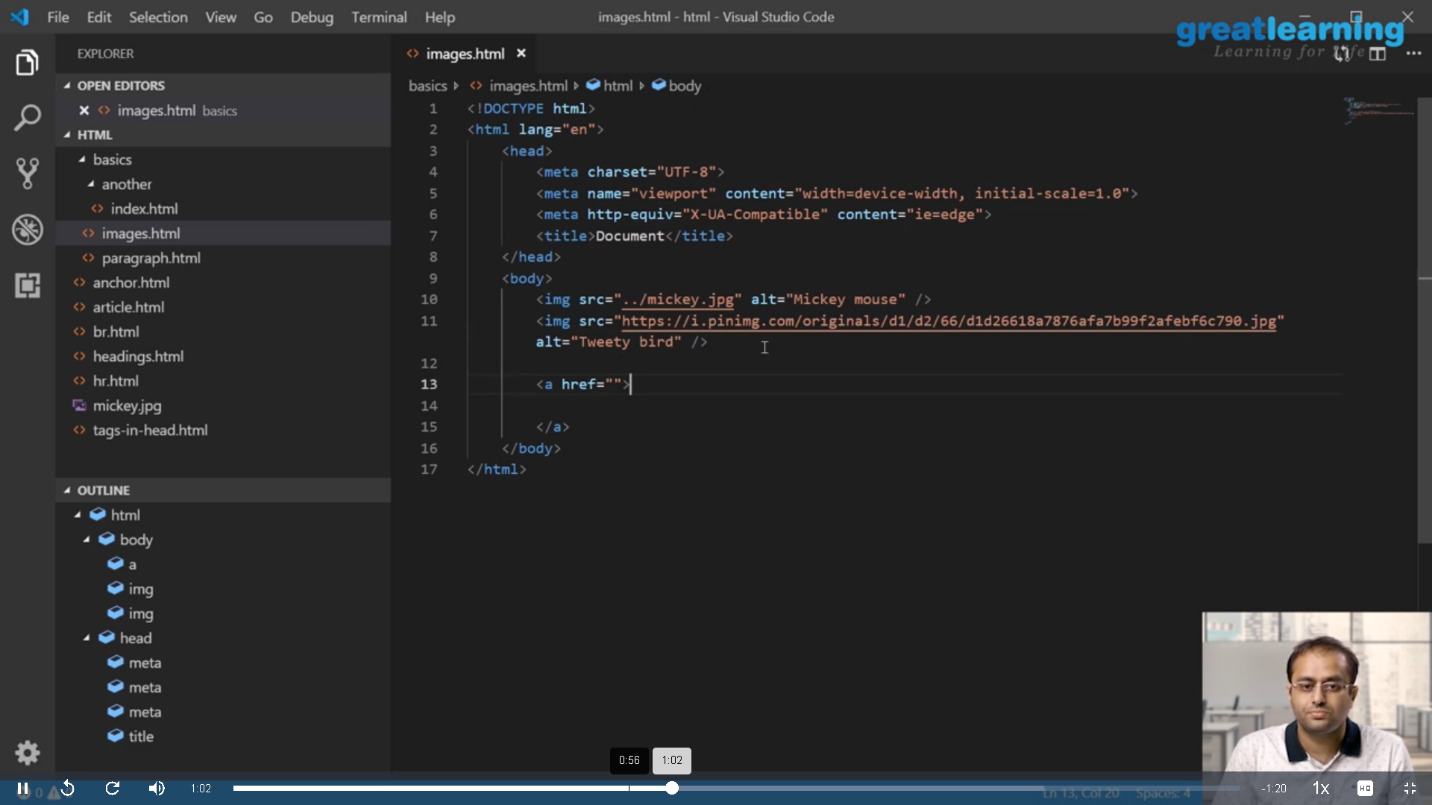 File Edit Selection View Go Debug Terminal Help images.html - html - Visual Studio Code
greatlearning
Learning for Life
EXPLORER
images.html
OPEN EDITORS
images.html basics
HTML
basics
another
index.html
images.html
paragraph.html
anchor.html
article.html
br.html
headings.html
hr.html
mickey.jpg
tags-in-head.html
OUTLINE
html
body
a
img
img
head
meta
meta
meta
title
basics images.html html body
1 <!DOCTYPE html>
2 <html lang="en">
3 <head>
4 <meta charset="UTF-8">
5 <meta name="viewport" content="width=device-width, initial-scale=1.0">
6 <meta http-equiv="X-UA-Compatible" content="ie=edge">
7 <title>Document</title>
8 </head>
9 <body>
10 <img src="../mickey.jpg" alt="Mickey mouse" />
11 <img src="https://i.pinimg.com/originals/d1/d2/66/d1d26618a7876afa7b99f2afebf6c790.jpg"
alt="Tweety bird" />
12
13 <a href="">
14
15 </a>
16 </body>
17 </html>
0:56 1:02
1:02 -1:20 1x HQ
0 Ln 13, Col 20 Spaces: 4